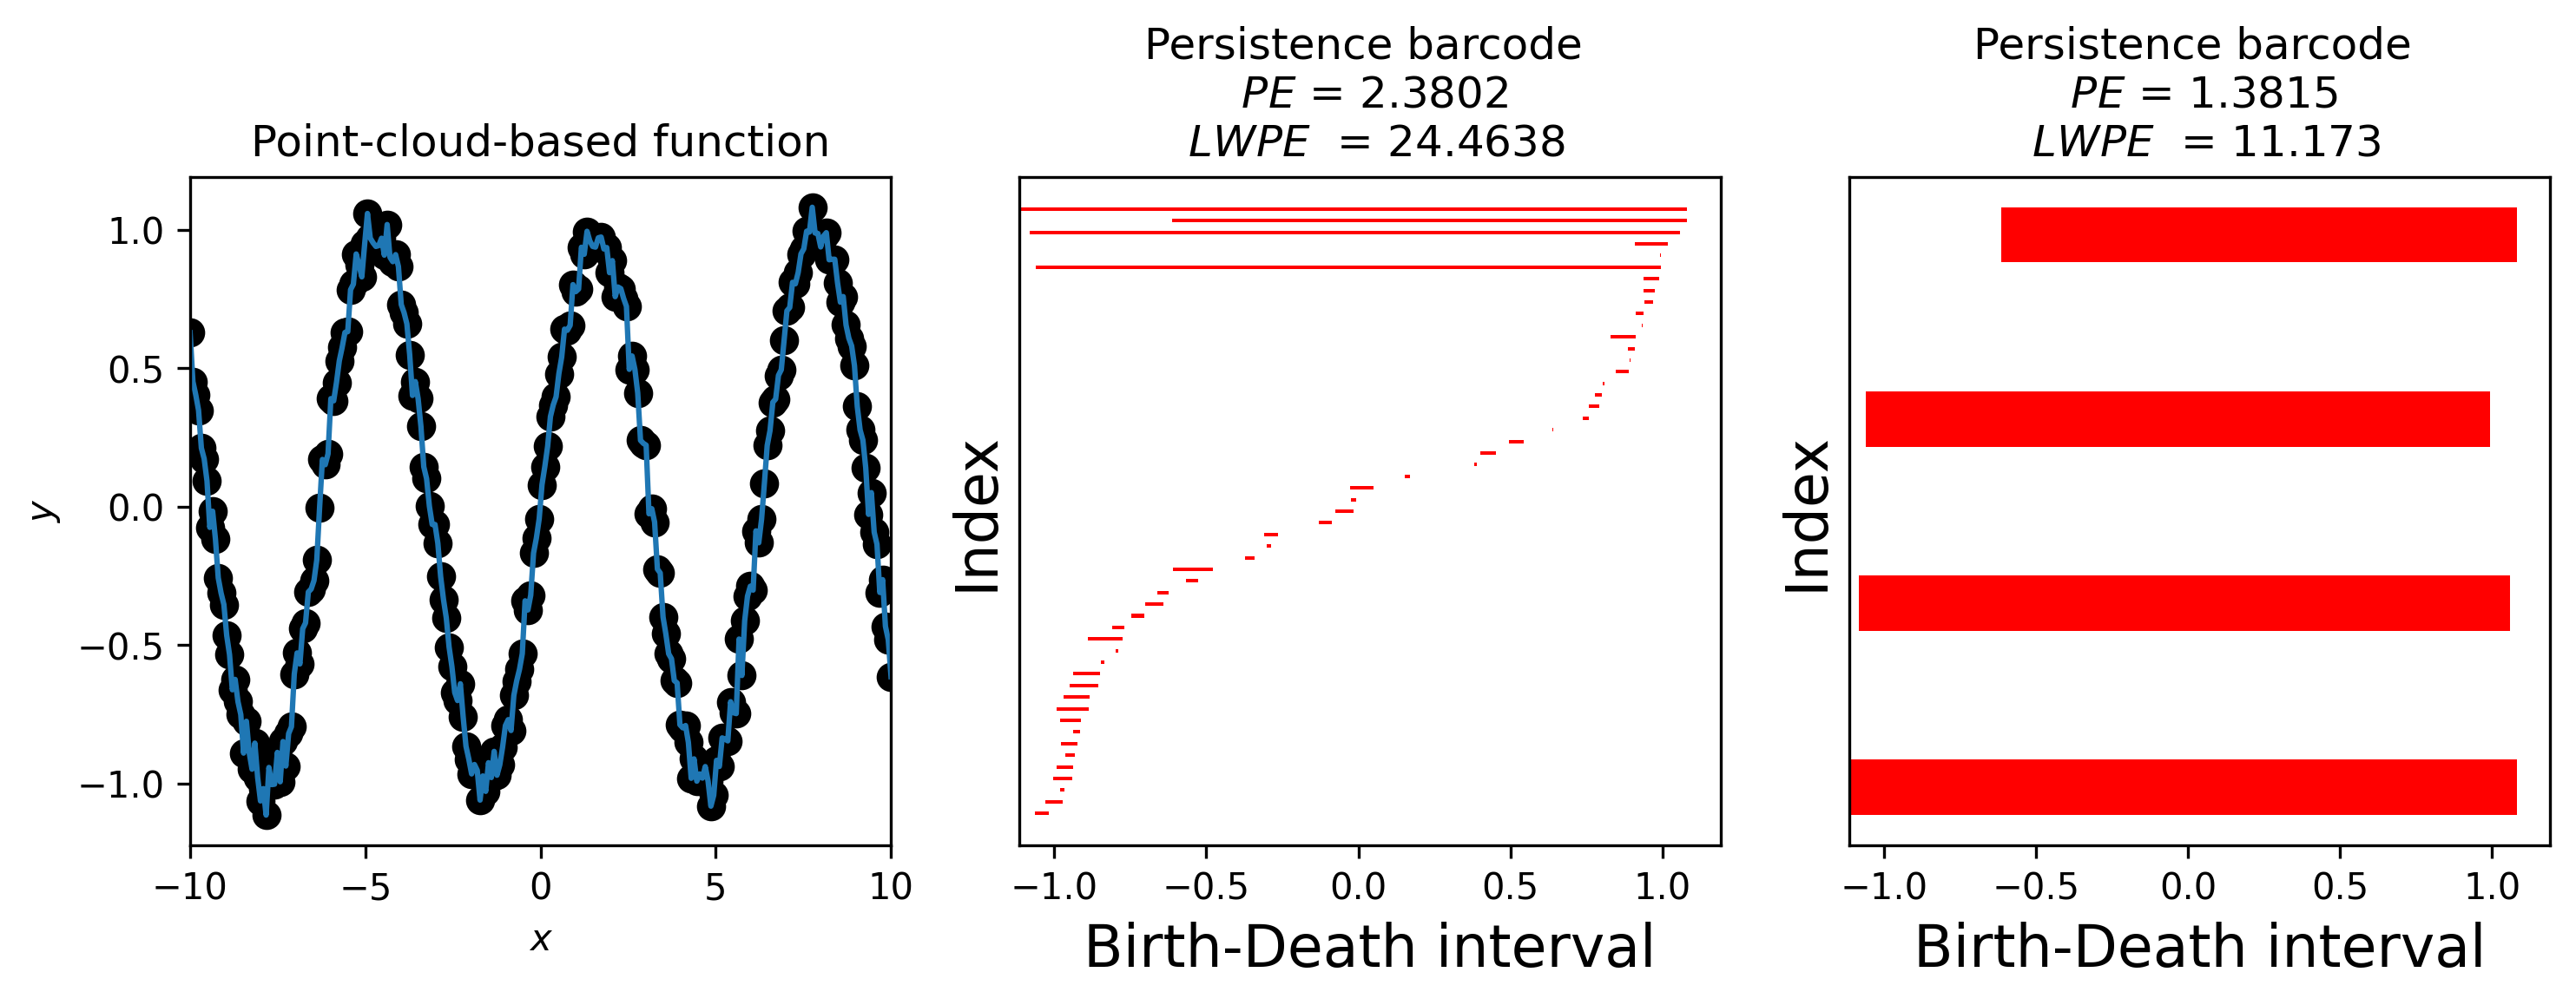 Point-cloud-based function
1.0
0.5
0.0
−0.5
−1.0
y
−10
−5
0
5
10
x
Persistence barcode
PE = 2.3802
LWPE = 24.4638
Index
−1.0
−0.5
0.0
0.5
1.0
Birth-Death interval
Persistence barcode
PE = 1.3815
LWPE = 11.173
Index
−1.0
−0.5
0.0
0.5
1.0
Birth-Death interval